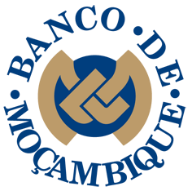 BANCO · DE ·
MOÇAMBIQUE ·